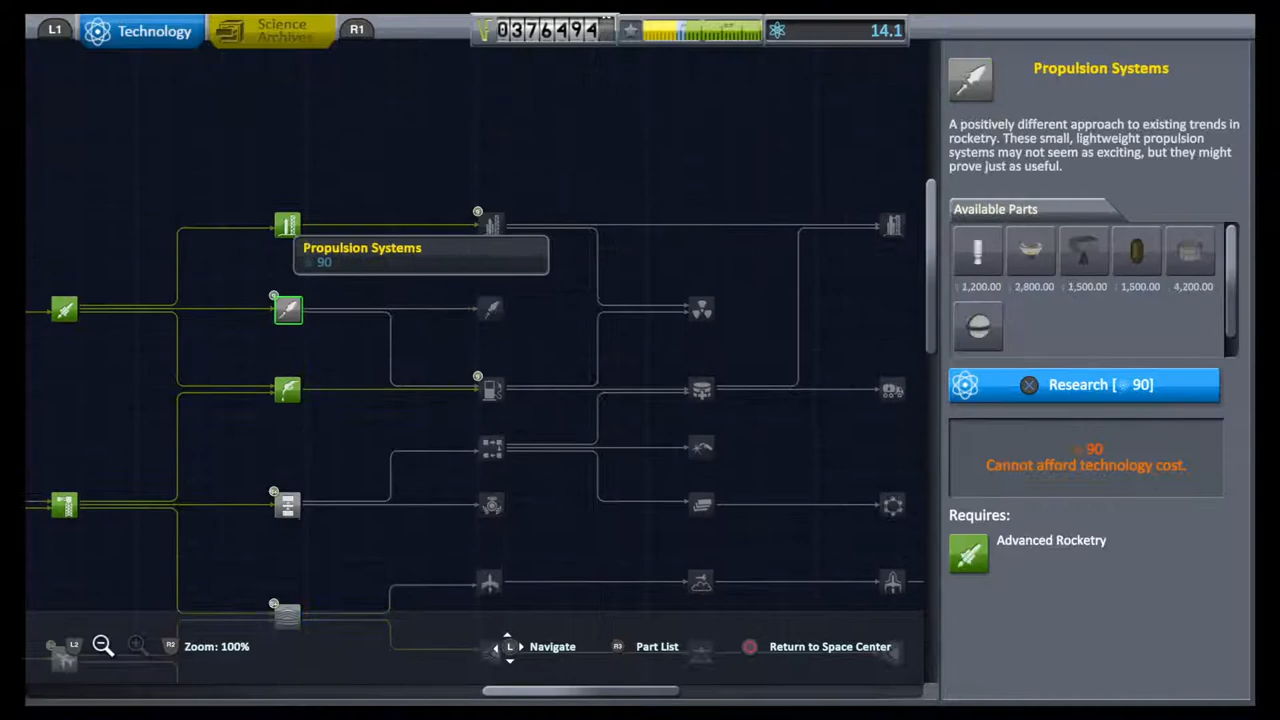 L1
Technology
Science
Archives
R1
0376494
14.1
Propulsion Systems
A positively different approach to existing trends in
rocketry. These small, lightweight propulsion
systems may not seem as exciting, but they might
prove just as useful.
Available Parts
1,200.00 2,800.00 1,500.00 1,500.00 4,200.00
Propulsion Systems
90
Research [ 90]
90
Cannot afford technology cost.
Requires:
Advanced Rocketry
L2
R2
Zoom: 100%
L
Navigate
R3
Part List
Return to Space Center